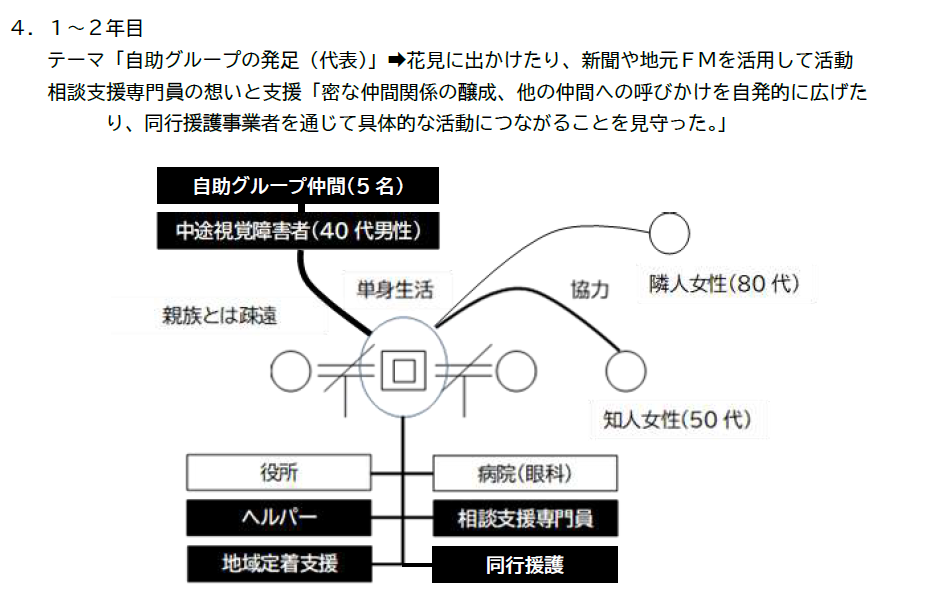 ４．１～２年目
テーマ「自助グループの発足（代表）」➡花見に出かけたり、新聞や地元ＦＭを活用して活動
相談支援専門員の想いと支援「密な仲間関係の醸成、他の仲間への呼びかけを自発的に広げた
り、同行援護事業者を通じて具体的な活動につながることを見守った。」
自助グループ仲間（5 名）
中途視覚障害者（40 代男性）
単身生活
協力
隣人女性（80 代）
親族とは疎遠
知人女性（50 代）
役所
病院（眼科）
ヘルパー
相談支援専門員
地域定着支援
同行援護